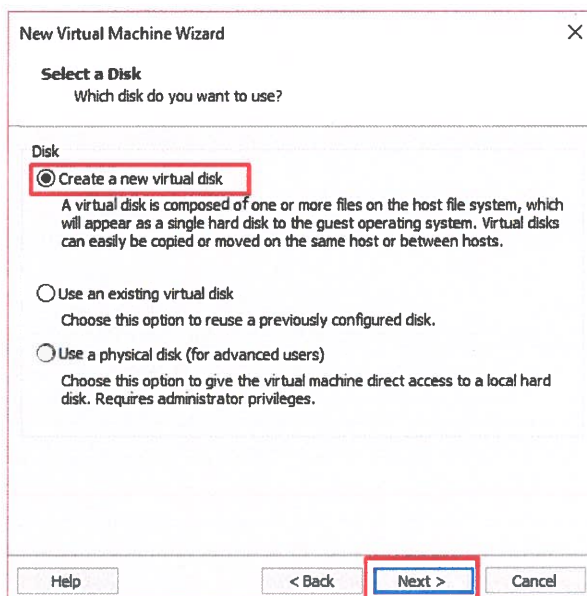 New Virtual Machine Wizard
Select a Disk
Which disk do you want to use?
Disk
Create a new virtual disk
A virtual disk is composed of one or more files on the host file system, which
will appear as a single hard disk to the guest operating system. Virtual disks
can easily be copied or moved on the same host or between hosts.
Use an existing virtual disk
Choose this option to reuse a previously configured disk.
Use a physical disk (for advanced users)
Choose this option to give the virtual machine direct access to a local hard
disk. Requires administrator privileges.
Help < Back Next > Cancel